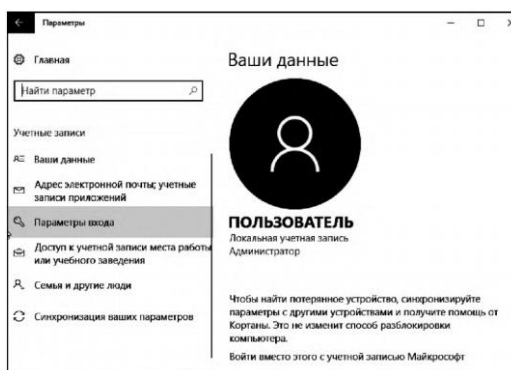 Параметры
Главная
Найти параметр
Учетные записи
Ваши данные
Адрес электронной почты; учетные
записи приложений
Параметры входа
Доступ к учетной записи места работы
или учебного заведения
Семья и другие люди
Синхронизация ваших параметров
Ваши данные
ПОЛЬЗОВАТЕЛЬ
Локальная учетная запись
Администратор
Чтобы найти потерянное устройство, синхронизируйте
параметры с другими устройствами и получите помощь от
Кортаны. Это не изменит способ разблокировки
компьютера.
Войти вместо этого с учетной записью Майкрософт